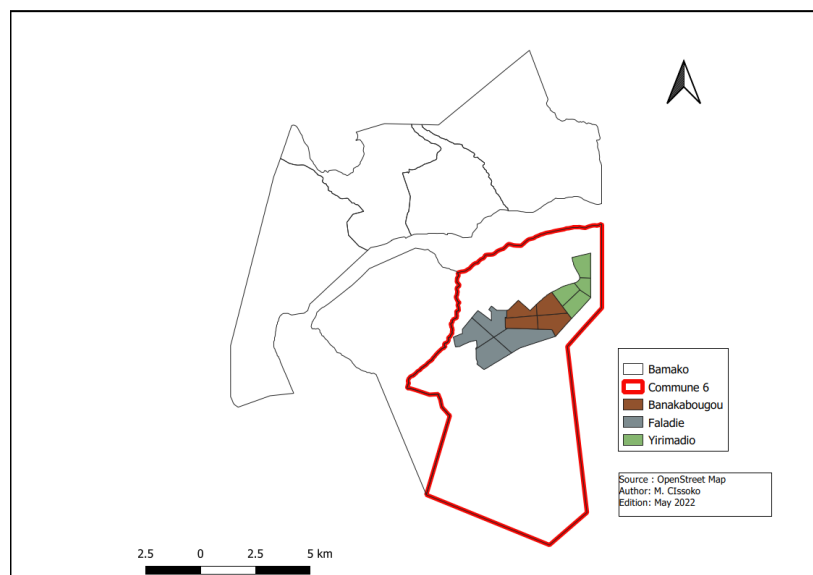 Bamako
Commune 6
Banakabougou
Faladie
Yirimadio
Source : OpenStreet Map
Author: M. CIssoko
Edition: May 2022
2.5 0 2.5 5 km